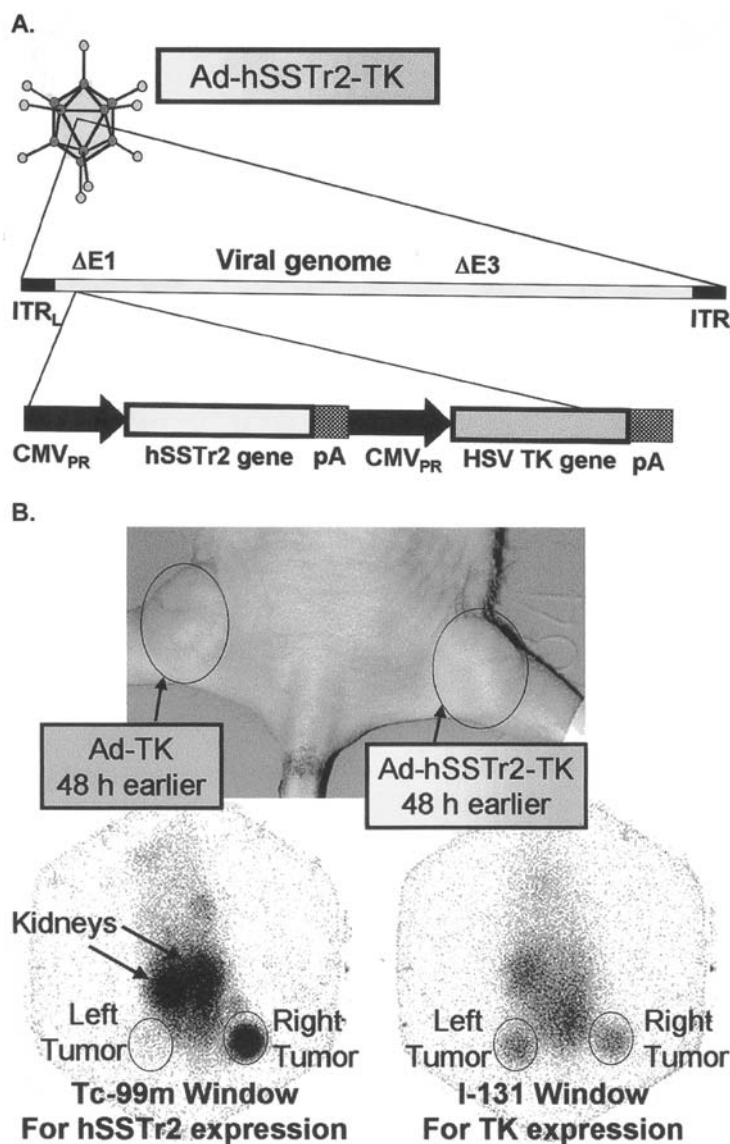 A.
Ad-hSSTr2-TK
ΔE1 Viral genome ΔE3
ITRL ITR
CMVPR hSSTr2 gene pA CMVPR HSV TK gene pA
B.
Ad-TK
48 h earlier
Ad-hSSTr2-TK
48 h earlier
Kidneys
Left
Tumor
Right
Tumor
Tc-99m Window
For hSSTr2 expression
Left
Tumor
Right
Tumor
I-131 Window
For TK expression